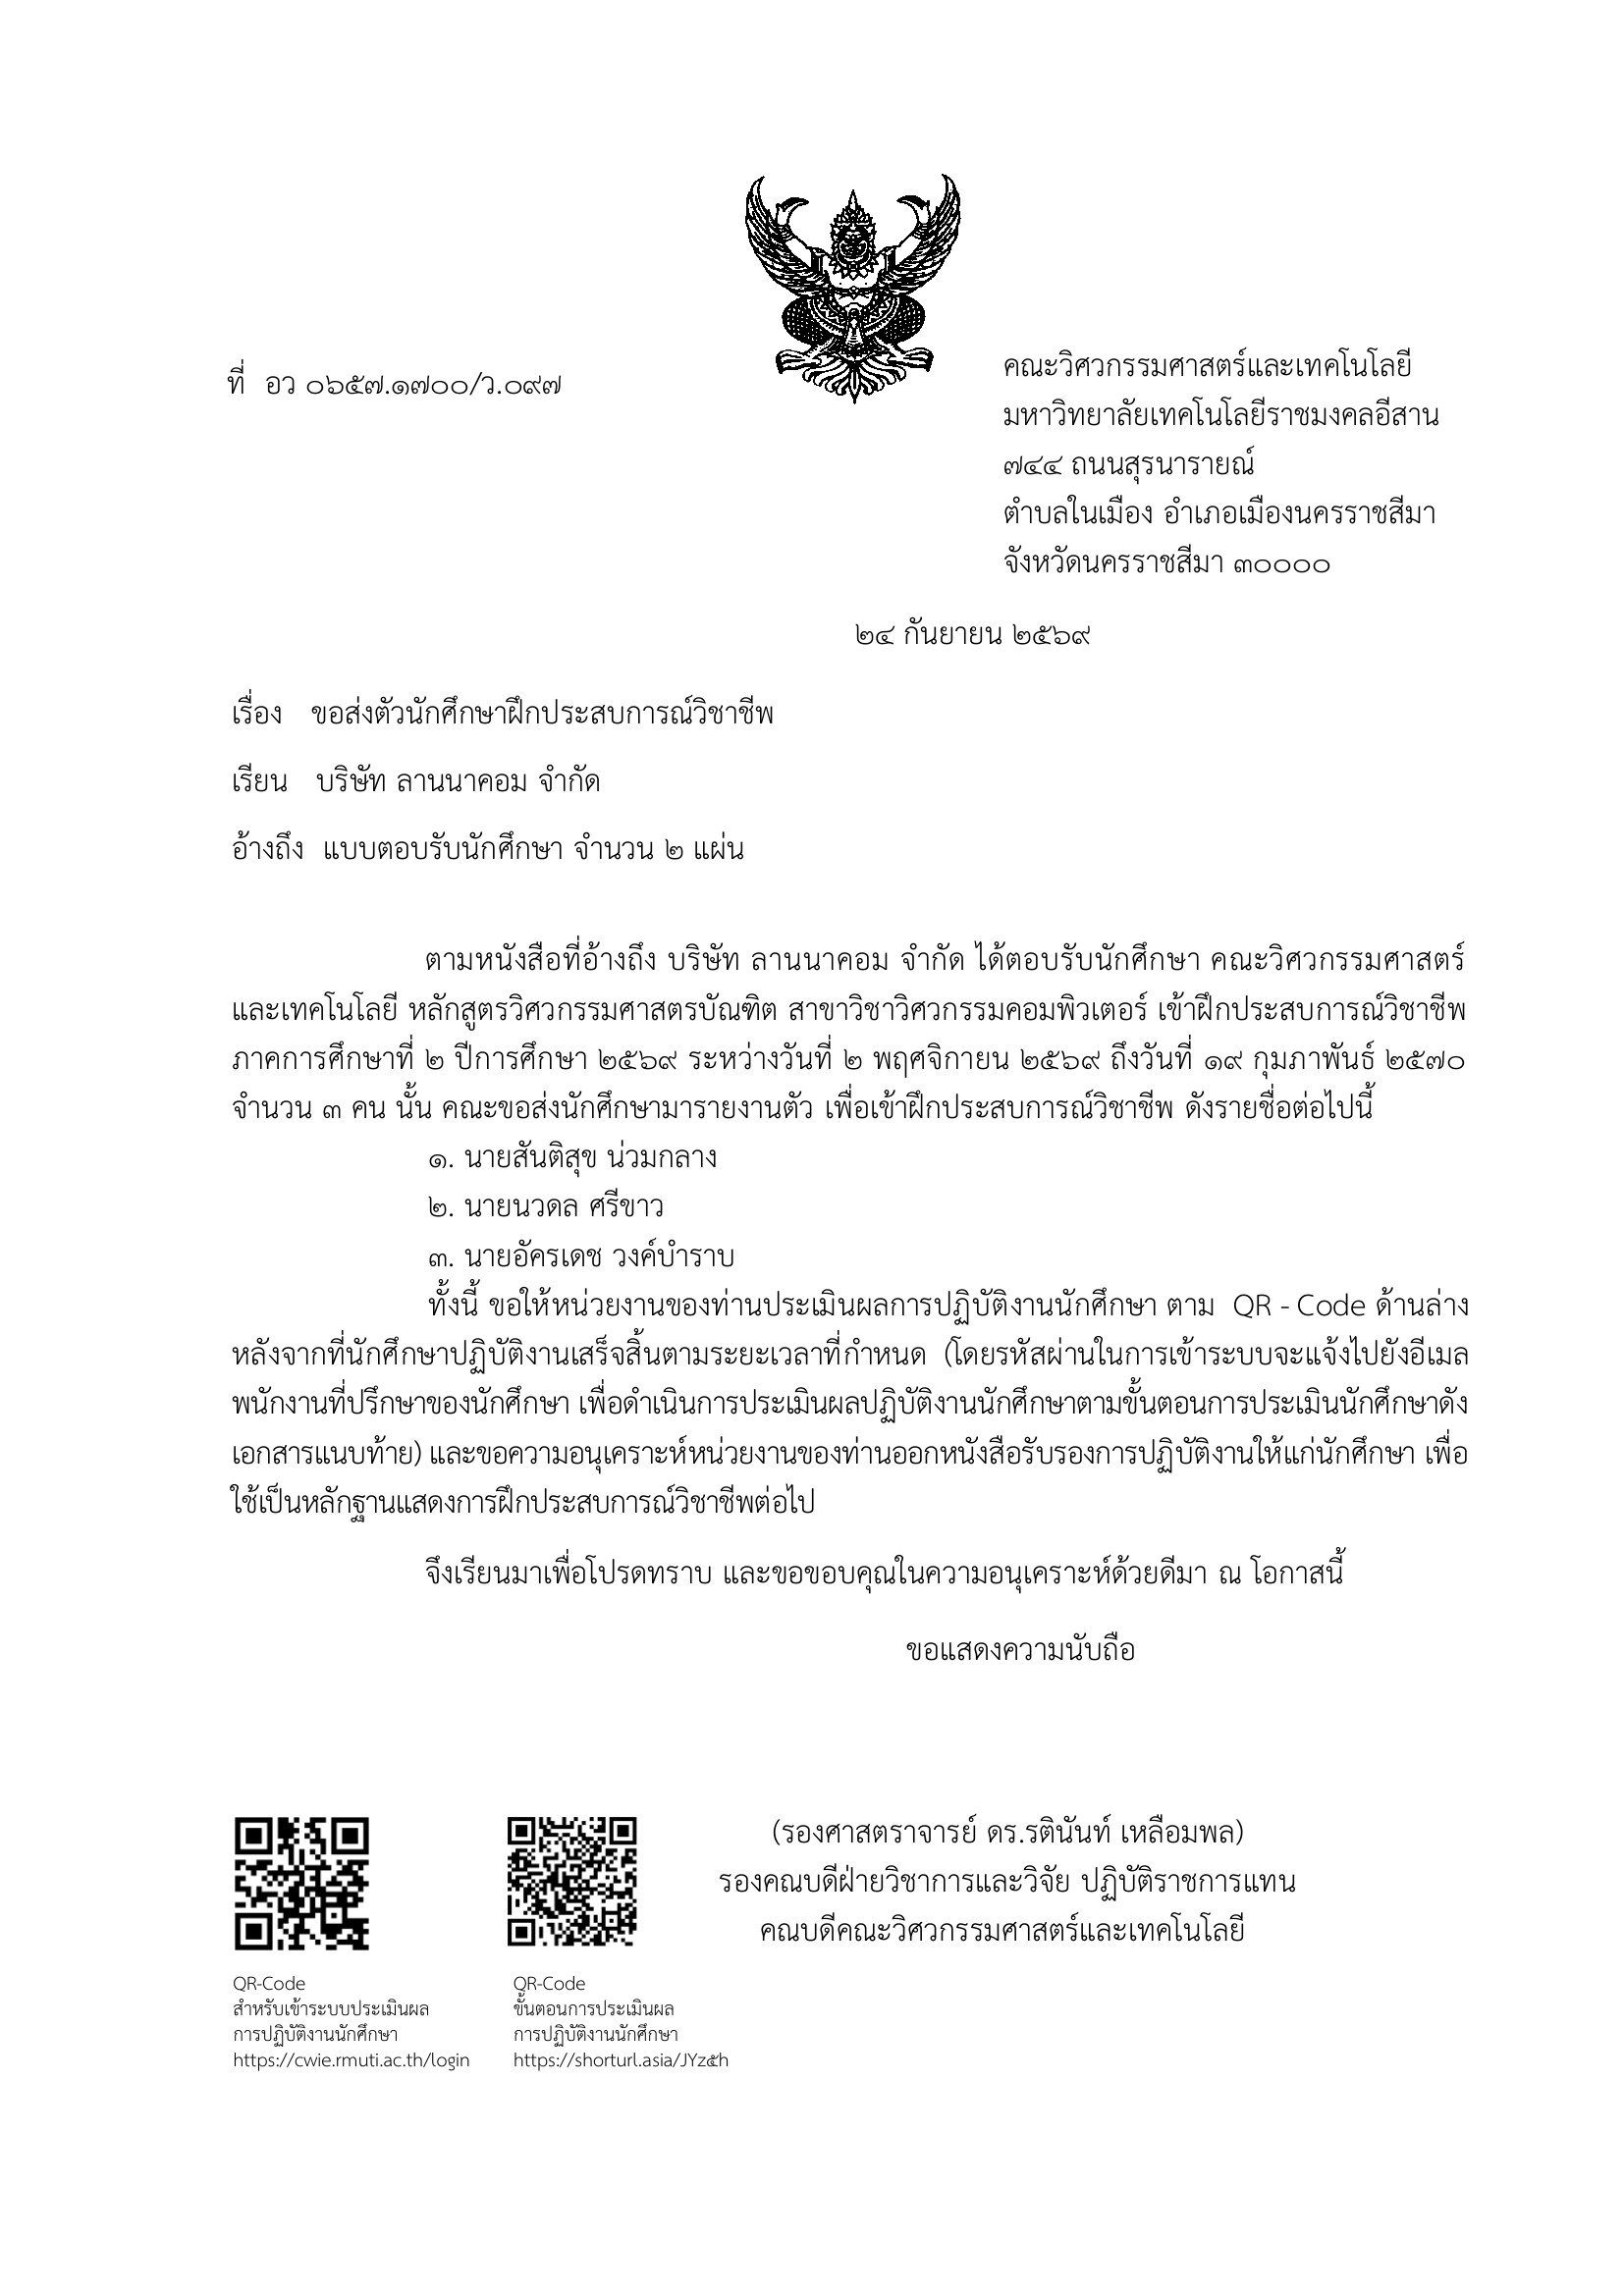 ที่ อว ๐๖๕๗.๑๗๐๐/ว.๐๙๗
คณะวิศวกรรมศาสตร์และเทคโนโลยี
มหาวิทยาลัยเทคโนโลยีราชมงคลอีสาน
๗๔๔ ถนนสุรนารายณ์
ตำบลในเมือง อำเภอเมืองนครราชสีมา
จังหวัดนครราชสีมา ๓๐๐๐๐
๒๔ กันยายน ๒๕๖๙
เรื่อง ขอส่งตัวนักศึกษาฝึกประสบการณ์วิชาชีพ
เรียน บริษัท ลานนาคอม จำกัด
อ้างถึง แบบตอบรับนักศึกษา จำนวน ๒ แผ่น
ตามหนังสือที่อ้างถึง บริษัท ลานนาคอม จำกัด ได้ตอบรับนักศึกษา คณะวิศวกรรมศาสตร์
และเทคโนโลยี หลักสูตรวิศวกรรมศาสตรบัณฑิต สาขาวิชาวิศวกรรมคอมพิวเตอร์ เข้าฝึกประสบการณ์วิชาชีพ
ภาคการศึกษาที่ ๒ ปีการศึกษา ๒๕๖๙ ระหว่างวันที่ ๒ พฤศจิกายน ๒๕๖๙ ถึงวันที่ ๑๙ กุมภาพันธ์ ๒๕๗๐
จำนวน ๓ คน นั้น คณะขอส่งนักศึกษามารายงานตัว เพื่อเข้าฝึกประสบการณ์วิชาชีพ ดังรายชื่อต่อไปนี้
๑. นายสันติสุข น่วมกลาง
๒. นายนวดล ศรีขาว
๓. นายอัครเดช วงค์บำราบ
ทั้งนี้ ขอให้หน่วยงานของท่านประเมินผลการปฏิบัติงานนักศึกษา ตาม QR - Code ด้านล่าง
หลังจากที่นักศึกษาปฏิบัติงานเสร็จสิ้นตามระยะเวลาที่กำหนด (โดยรหัสผ่านในการเข้าระบบจะแจ้งไปยังอีเมล
พนักงานที่ปรึกษาของนักศึกษา เพื่อดำเนินการประเมินผลปฏิบัติงานนักศึกษาตามขั้นตอนการประเมินนักศึกษาดัง
เอกสารแนบท้าย) และขอความอนุเคราะห์หน่วยงานของท่านออกหนังสือรับรองการปฏิบัติงานให้แก่นักศึกษา เพื่อ
ใช้เป็นหลักฐานแสดงการฝึกประสบการณ์วิชาชีพต่อไป
จึงเรียนมาเพื่อโปรดทราบ และขอขอบคุณในความอนุเคราะห์ด้วยดีมา ณ โอกาสนี้
ขอแสดงความนับถือ
(รองศาสตราจารย์ ดร.รตินันท์ เหลือมพล)
รองคณบดีฝ่ายวิชาการและวิจัย ปฏิบัติราชการแทน
คณบดีคณะวิศวกรรมศาสตร์และเทคโนโลยี
QR-Code
สำหรับเข้าระบบประเมินผล
การปฏิบัติงานนักศึกษา
https://cwie.rmuti.ac.th/login
QR-Code
ขั้นตอนการประเมินผล
การปฏิบัติงานนักศึกษา
https://shorturl.asia/JYz๕h